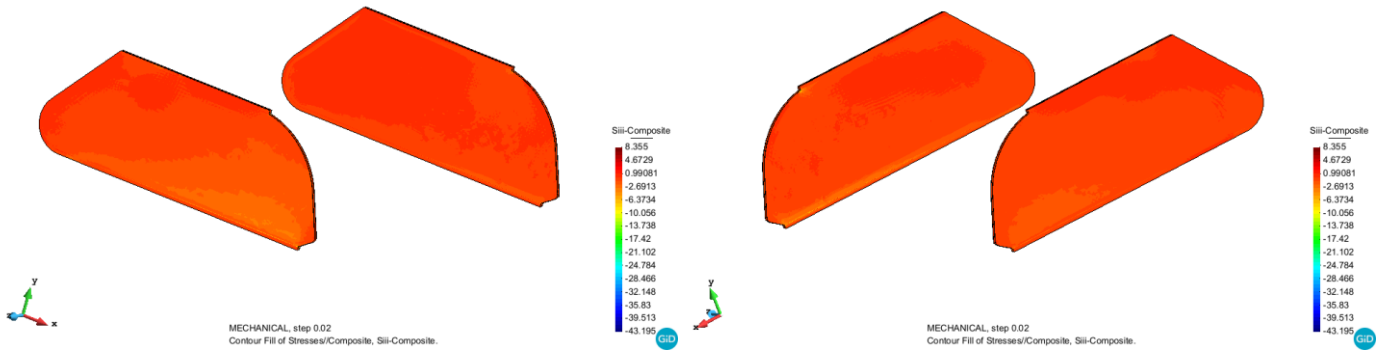 Siii-Composite
8.355
4.6729
0.99081
-2.6913
-6.3734
-10.056
-13.738
-17.42
-21.102
-24.784
-28.466
-32.148
-35.83
-39.513
-43.195
y
z
x
MECHANICAL, step 0.02
Contour Fill of Stresses//Composite, Siii-Composite.
GiD
Siii-Composite
8.355
4.6729
0.99081
-2.6913
-6.3734
-10.056
-13.738
-17.42
-21.102
-24.784
-28.466
-32.148
-35.83
-39.513
-43.195
y
z
x
MECHANICAL, step 0.02
Contour Fill of Stresses//Composite, Siii-Composite.
GiD